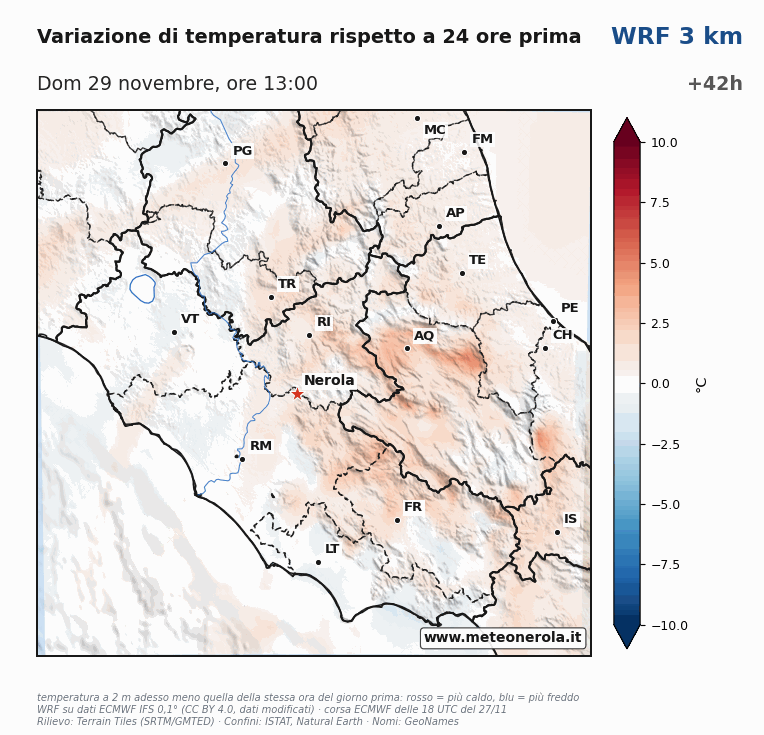 Variazione di temperatura rispetto a 24 ore prima
WRF 3 km
Dom 29 novembre, ore 13:00
+42h
MC
FM
PG
AP
TE
TR
PE
VT
RI
AQ
CH
Nerola
RM
FR
IS
LT
www.meteonerola.it
10.0
7.5
5.0
2.5
0.0
−2.5
−5.0
−7.5
−10.0
°C
temperatura a 2 m adesso meno quella della stessa ora del giorno prima: rosso = più caldo, blu = più freddo
WRF su dati ECMWF IFS 0,1° (CC BY 4.0, dati modificati) · corsa ECMWF delle 18 UTC del 27/11
Rilievo: Terrain Tiles (SRTM/GMTED) · Confini: ISTAT, Natural Earth · Nomi: GeoNames